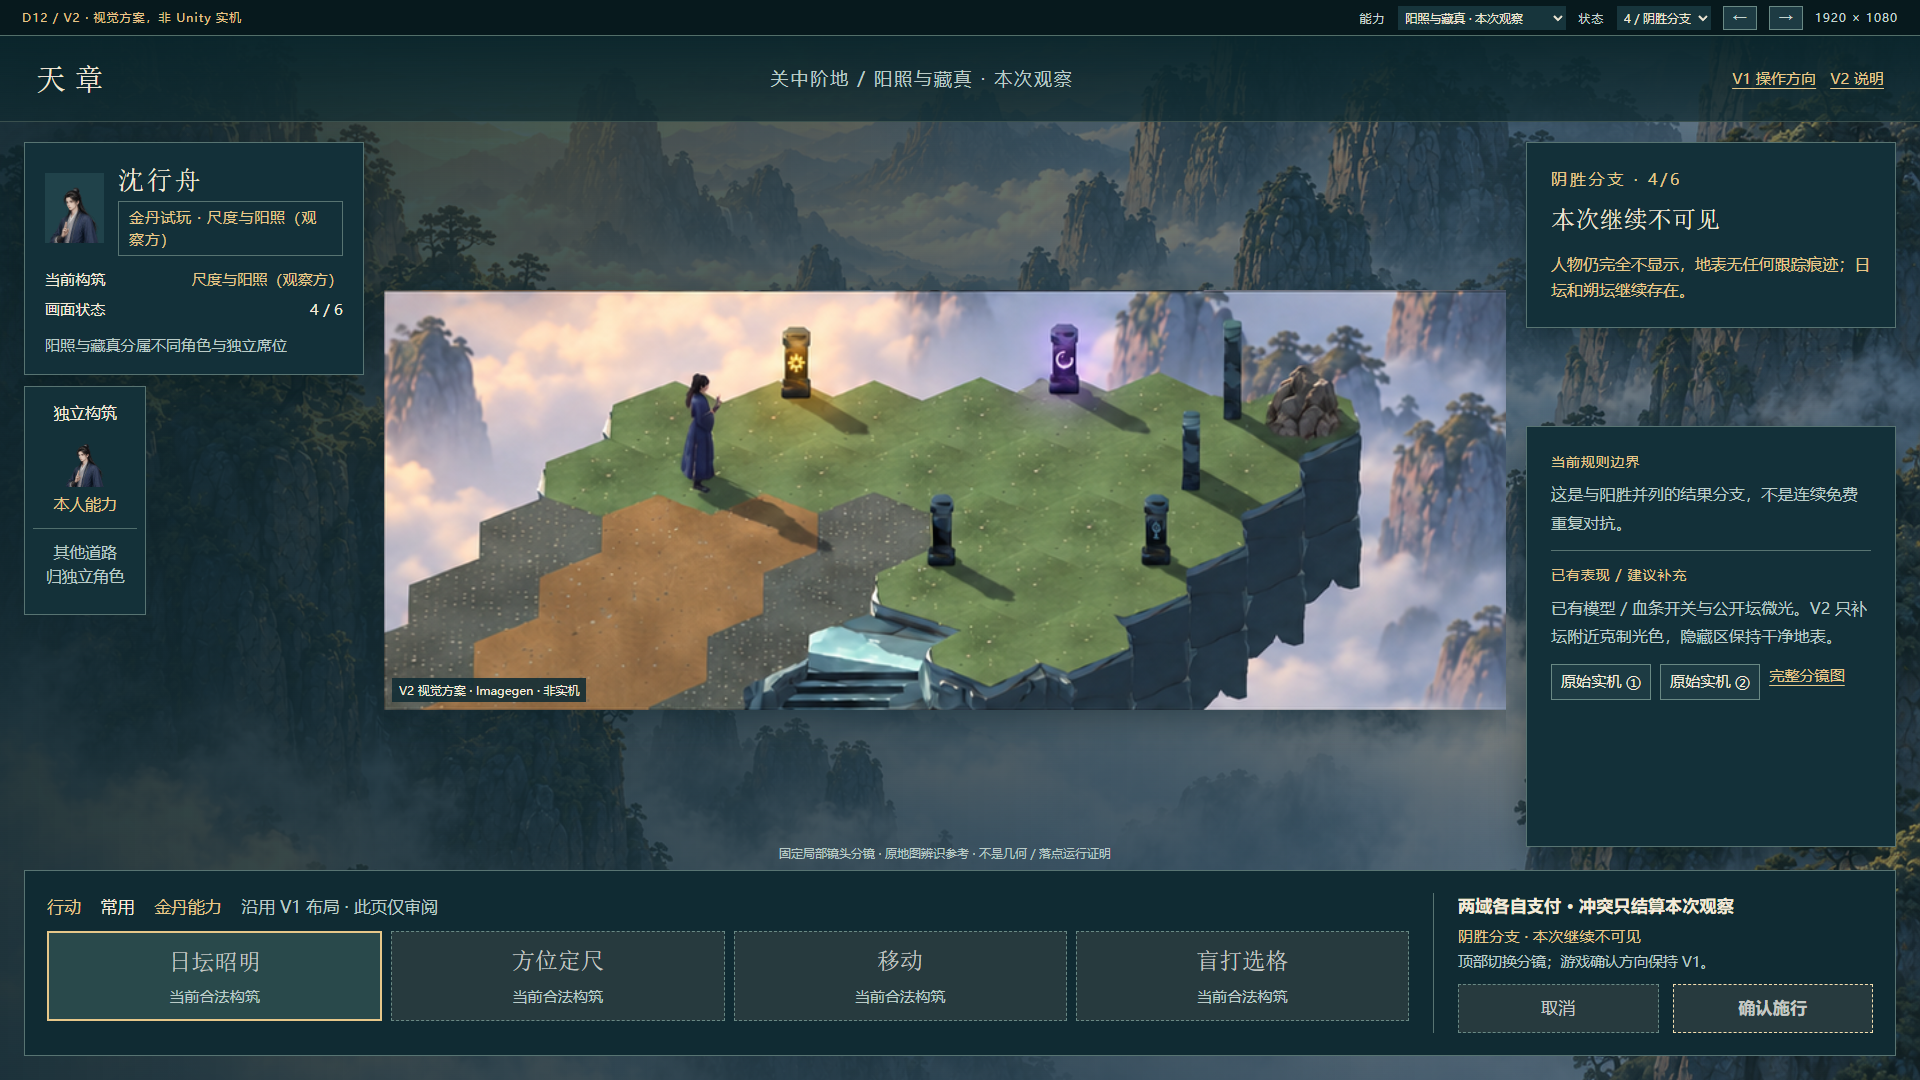 D12 / V2 · 视觉方案，非 Unity 实机
能力
阳照与藏真 · 本次观察
状态
4 / 阴胜分支
←
→
1920 × 1080
天章
关中阶地 / 阳照与藏真 · 本次观察
V1 操作方向
V2 说明
沈行舟
金丹试玩 · 尺度与阳照（观
察方）
当前构筑
尺度与阳照（观察方）
画面状态
4 / 6
阳照与藏真分属不同角色与独立席位
独立构筑
本人能力
其他道路
归独立角色
V2 视觉方案 · Imagegen · 非实机
阴胜分支 · 4/6
本次继续不可见
人物仍完全不显示，地表无任何跟踪痕迹；日
坛和朔坛继续存在。
当前规则边界
这是与阳胜并列的结果分支，不是连续免费
重复对抗。
已有表现 / 建议补充
已有模型 / 血条开关与公开坛微光。V2 只补
坛附近克制光色，隐藏区保持干净地表。
原始实机 ①
原始实机 ②
完整分镜图
固定局部镜头分镜 · 原地图辨识参考 · 不是几何 / 落点运行证明
行动
常用
金丹能力
沿用 V1 布局 · 此页仅审阅
日坛昭明
当前合法构筑
方位定尺
当前合法构筑
移动
当前合法构筑
盲打选格
当前合法构筑
两域各自支付 · 冲突只结算本次观察
阴胜分支 · 本次继续不可见
顶部切换分镜；游戏确认方向保持 V1。
取消
确认施行